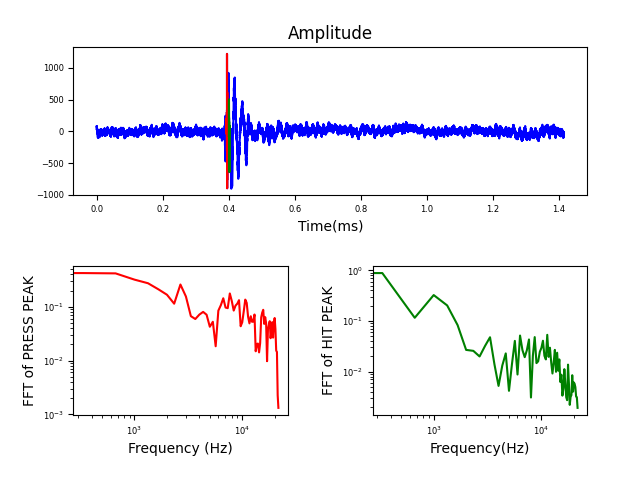 Amplitude
1000
500
0
−500
−1000
0.0 0.2 0.4 0.6 0.8 1.0 1.2 1.4
Time(ms)
FFT of PRESS PEAK
10⁻¹
10⁻²
10⁻³
10³ 10⁴
Frequency (Hz)
FFT of HIT PEAK
10⁰
10⁻¹
10⁻²
10³ 10⁴
Frequency(Hz)